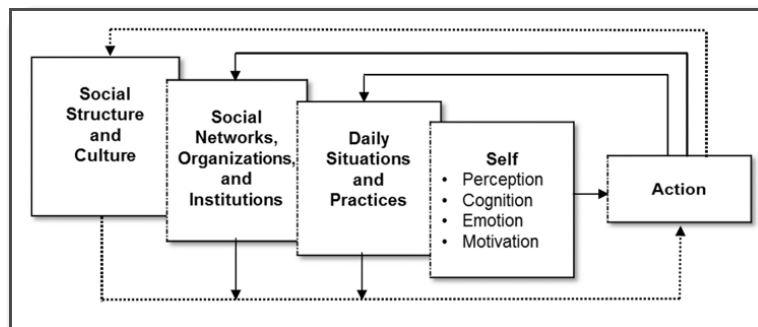 Social
Structure
and
Culture
Social
Networks,
Organizations,
and
Institutions
Daily
Situations
and
Practices
Self
• Perception
• Cognition
• Emotion
• Motivation
Action